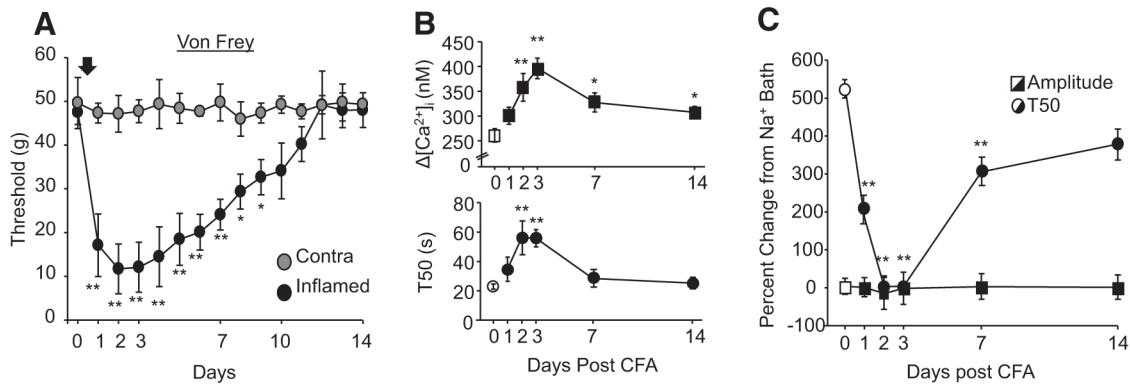 A
Von Frey
60
50
40
30
20
10
0
Threshold (g)
** ** ** ** ** ** ** * *
Contra
Inflamed
0 1 2 3 7 10 14
Days
B
450
400
350
300
250
0
Δ[Ca²⁺]ᵢ (nM)
** ** * *
0 1 2 3 7 14
80
60
40
20
0
T50 (s)
** **
0 1 2 3 7 14
Days Post CFA
C
600
500
400
300
200
100
0
-100
Percent Change from Na⁺ Bath
Amplitude
T50
** ** ** **
0 1 2 3 7 14
Days post CFA